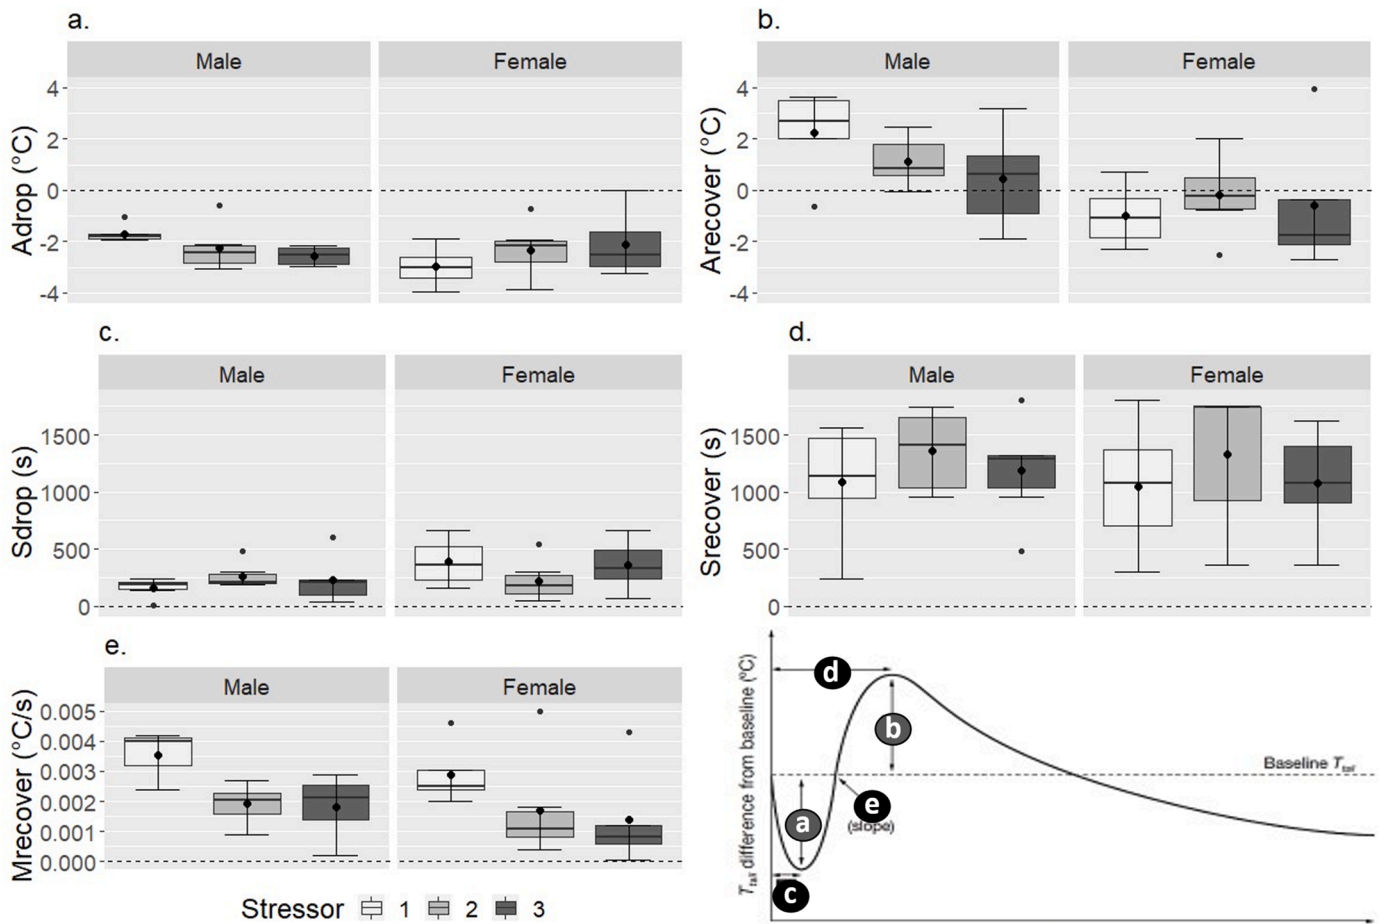 a.
Male
Female
Adrop (°C)
4
2
0
-2
-4
b.
Male
Female
Arecover (°C)
4
2
0
-2
-4
c.
Male
Female
Sdrop (s)
1500
1000
500
0
d.
Male
Female
Srecover (s)
1500
1000
500
0
e.
Male
Female
Mrecover (°C/s)
0.005
0.004
0.003
0.002
0.001
0.000
Stressor 1 2 3
Ttail difference from baseline (°C)
d
b
Baseline Ttail
e
(slope)
a
c